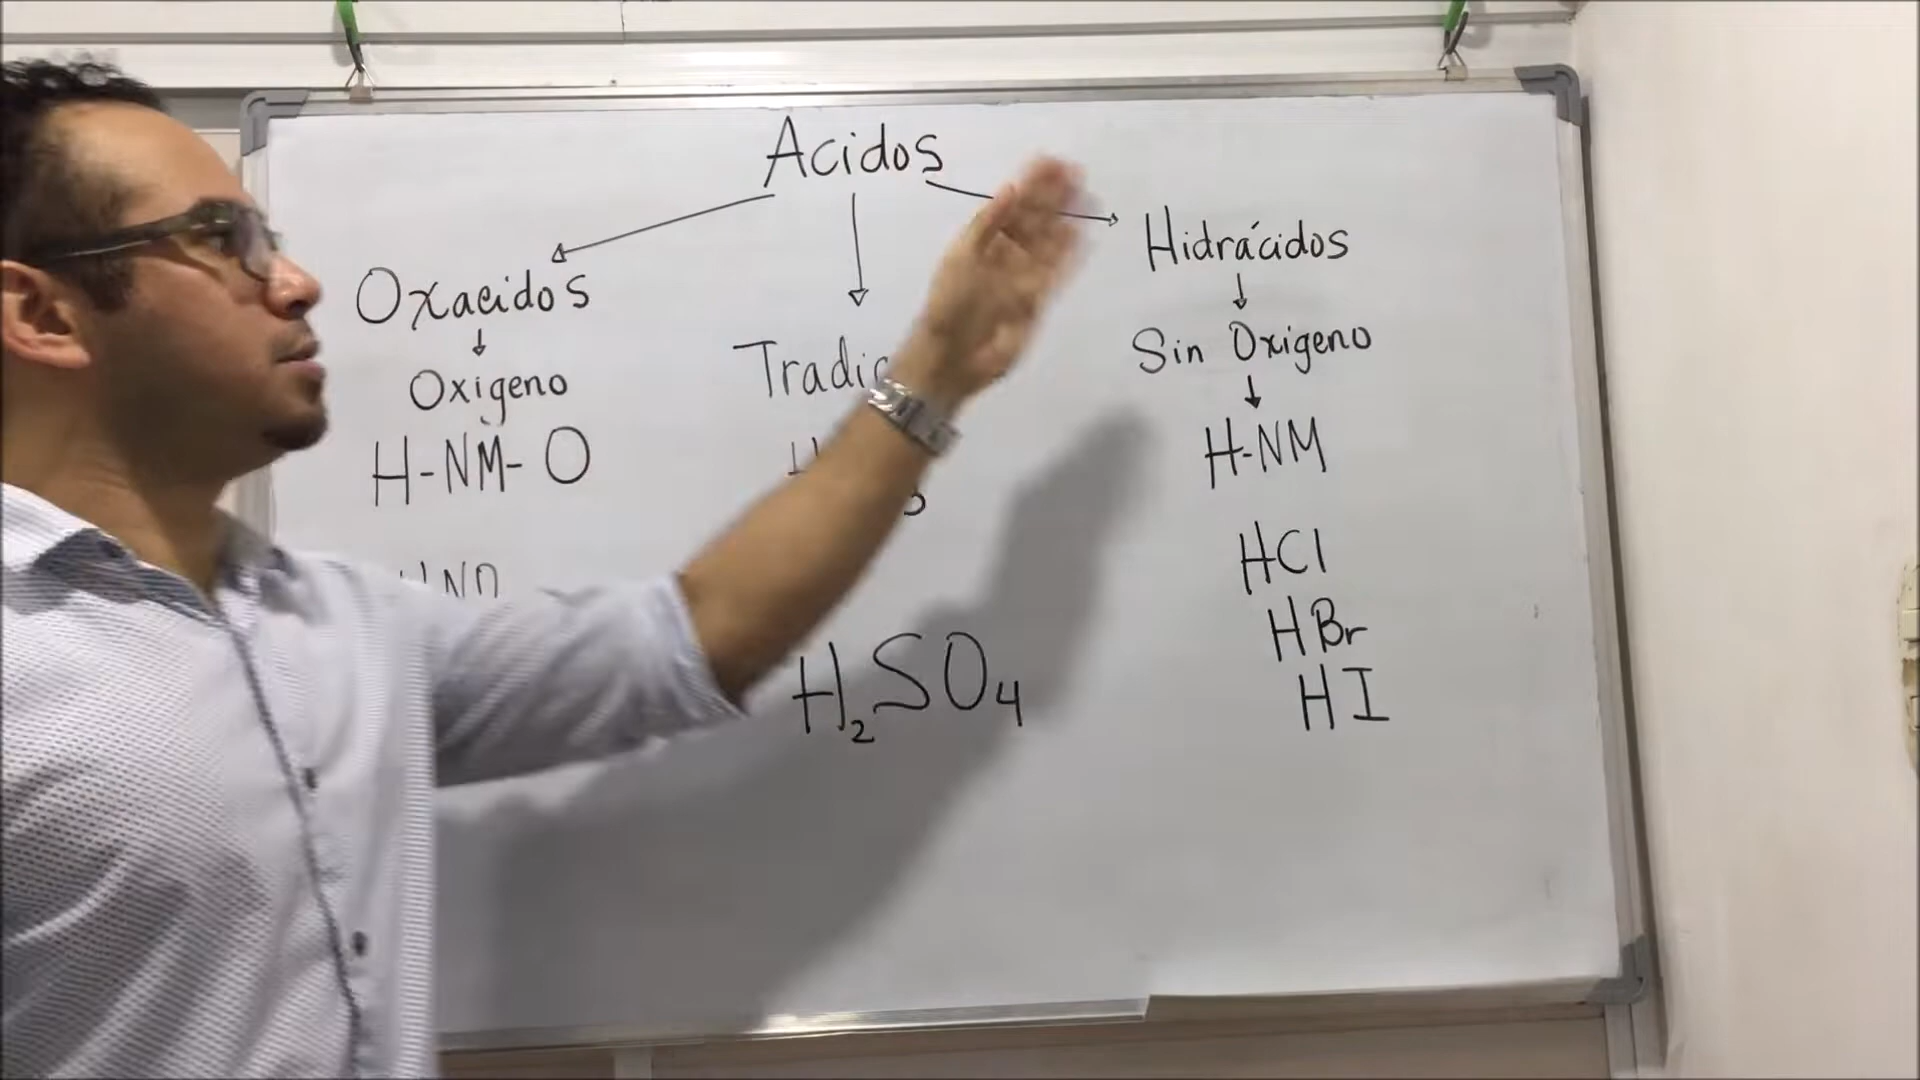 Acidos
Oxacidos
Oxigeno
H-NM-O
H₂SO₄
Hidrácidos
Sin Oxigeno
H-NM
HCl
HBr
HI